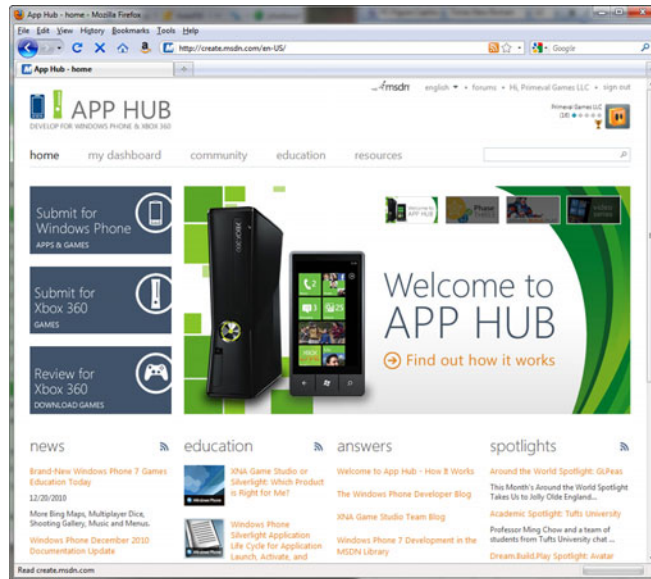 App Hub - home - Mozilla Firefox
File Edit View History Bookmarks Tools Help
http://create.msdn.com/en-US/
Google
App Hub - home
msdn english • forums • Hi, Primeval Games LLC • sign out
APP HUB
DEVELOP FOR WINDOWS PHONE & XBOX 360
Primeval Games LLC
home my dashboard community education resources
Submit for
Windows Phone
APPS & GAMES
Submit for
Xbox 360
GAMES
Review for
Xbox 360
DOWNLOAD GAMES
Welcome to
APP HUB
Find out how it works
news
Brand-New Windows Phone 7 Games
Education Today
12/20/2010
More Bing Maps, Multiplayer Dice,
Shooting Gallery, Music and Menus.
Windows Phone December 2010
Documentation Update
education
XNA Game Studio or
Silverlight: Which Product
is Right for Me?
Windows Phone
Silverlight Application
Life Cycle for Application
Launch, Activate, and
answers
Welcome to App Hub - How It Works
The Windows Phone Developer Blog
XNA Game Studio Team Blog
Windows Phone 7 Development in the
MSDN Library
spotlights
Around the World Spotlight: GLPeas
This Month's Around the World Spotlight
Takes Us to Jolly Olde England...
Academic Spotlight: Tufts University
Professor Ming Chow and a team of
students from Tufts University chat ...
Dream.Build.Play Spotlight: Avatar
Read create.msdn.com